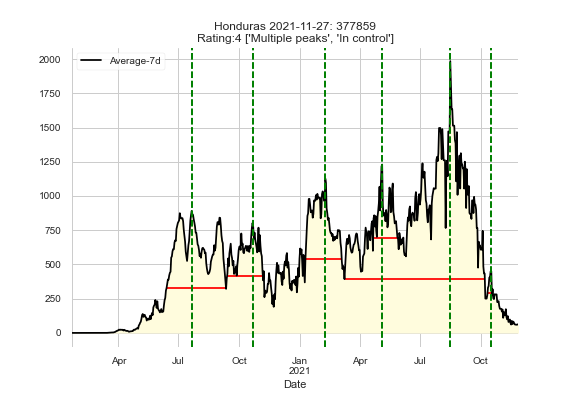 Honduras 2021-11-27: 377859
Rating:4 ['Multiple peaks', 'In control']
Average-7d
2000
1750
1500
1250
1000
750
500
250
0
Apr Jul Oct Jan Apr Jul Oct
2021
Date